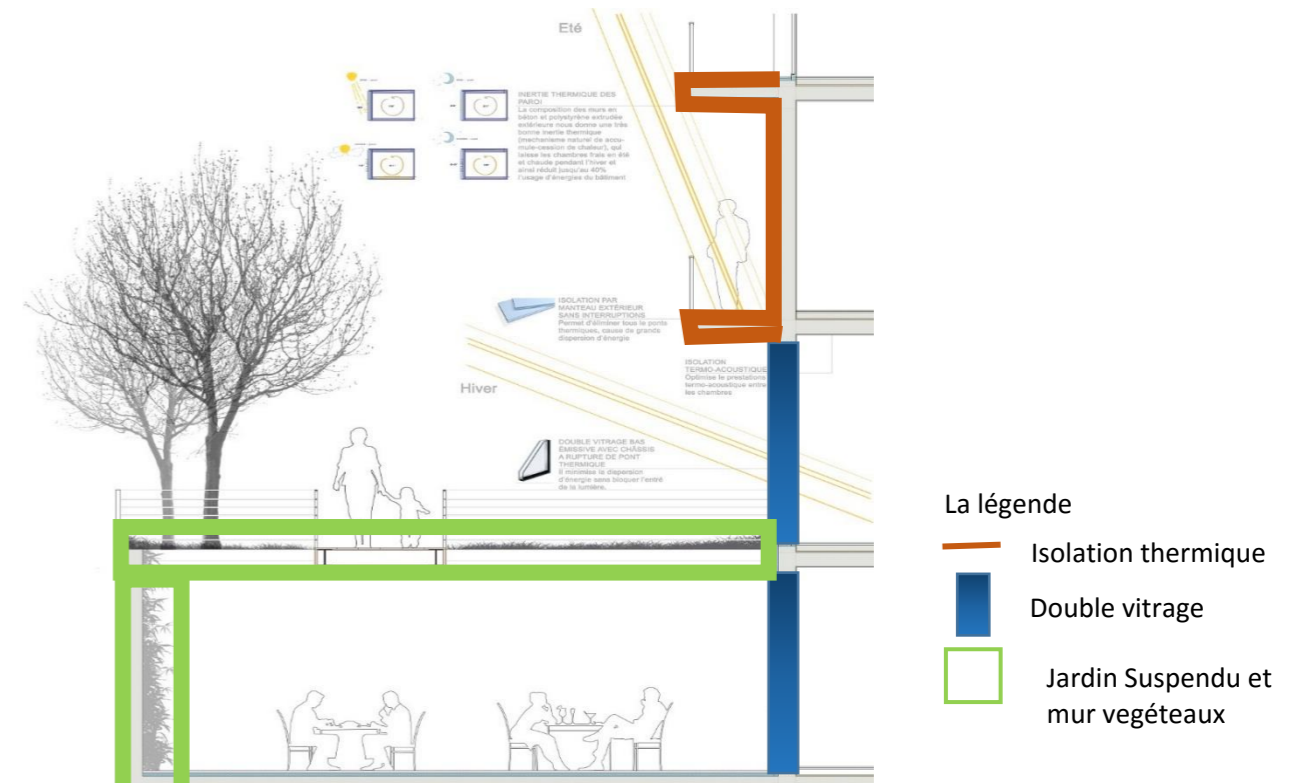 Eté
INERTIE THERMIQUE DES
PAROI
La composition des murs en
béton et polystyrène extrudée
extérieure nous donne une très
bonne inertie thermique
(mechanisme naturel de accu-
mule-cession de chaleur), qui
laisse les chambres frais en été
et chaude pendant l'hiver et
ainsi réduit jusqu'au 40%
l'usage d'énergies du bâtiment
ISOLATION PAR
MANTEAU EXTÉRIEUR
SANS INTERRUPTIONS
Permet d'éliminer tous le ponts
thermiques, cause de grands
dispersion d'énergie
ISOLATION
TERMO-ACOUSTIQUE
Optimise le prestations
termo-acoustique entre
les chambres
Hiver
DOUBLE VITRAGE BAS
ÉMISSIVE AVEC CHÂSSIS
A RUPTURE DE PONT
THERMIQUE
Il minimise la dispersion
d'énergie sans bloquer l'entré
de la lumière.
La légende
Isolation thermique
Double vitrage
Jardin Suspendu et
mur vegéteaux